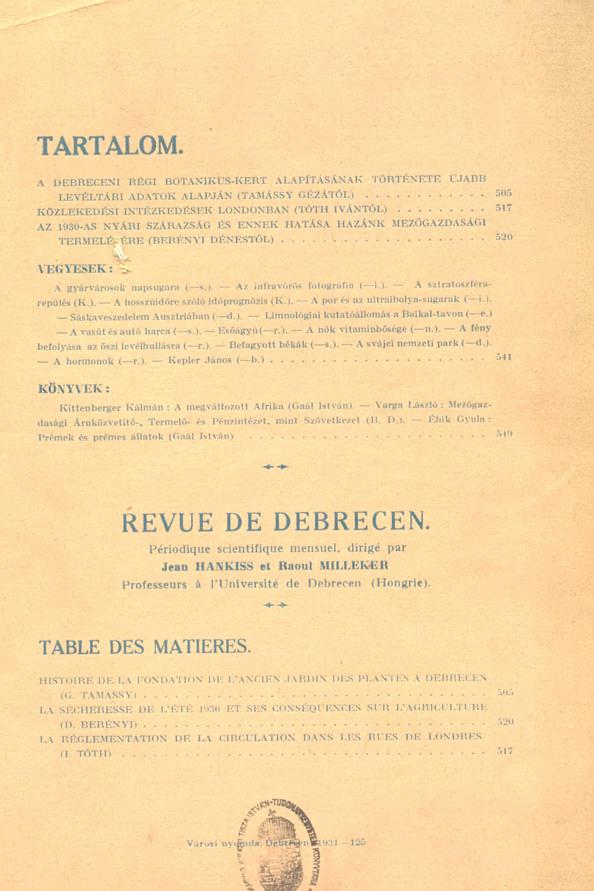 TARTALOM.
A DEBRECENI RÉGI BOTANIKUS-KERT ALAPÍTÁSÁNAK TÖRTÉNETE ÚJABB
LEVÉLTÁRI ADATOK ALAPJÁN (TAMÁSSY GÉZÁTÓL) . . . . . . . . . . . . 505
KÖZLEKEDÉSI INTÉZKEDÉSEK LONDONBAN (TÓTH IVÁNTÓL) . . . . . . . . . 517
AZ 1930-AS NYÁRI SZÁRAZSÁG ÉS ENNEK HATÁSA HAZÁNK MEZŐGAZDASÁGI
(BERÉNYI DÉNESTŐL) . . . . . . . . . . . . . . . . . . . . 520
VEGYESEK :
A gyárvárosok napsugara (—s.). — Az infravörös fotográfia (—i.). — A sztratoszféra-
repülés (K.). — A hosszúidőre szóló időprognózis (K.). — A por és az ultraibolya-sugarak (—i.).
— Sáskaveszedelem Ausztriában (—d.). — Limnológiai kutatóállomás a Baikal-tavon (—e.)
— A vasút és autó harca (—s.). — Esőágyú (—r.). — A nők vitaminbősége (—n.). — A fény
befolyása az őszi levélhullásra (—r.). — Befagyott békák (—s.). — A svájci nemzeti park (—d.).
— A hormonok (—r.). — Kepler János (—b.) . . . . . . . . . . . . . . . . . . . . 541
KÖNYVEK :
Kittenberger Kálmán : A megváltozott Afrika (Gaál István). — Varga László : Mezőgaz-
dasági Áruközvetítő-, Termelő- és Pénzintézet, mint Szövetkezet (B. D.). — Éhik Gyula :
Prémek és prémes állatok (Gaál István) . . . . . . . . . . . . . . . . . . . . . . 549
REVUE DE DEBRECEN.
Périodique scientifique mensuel, dirigé par
Jean HANKISS et Raoul MILLEKER
Professeurs à l'Université de Debrecen (Hongrie).
TABLE DES MATIERES.
HISTOIRE DE LA FONDATION DE L'ANCIEN JARDIN DES PLANTES À DEBRECEN
(G. TAMASSY) . . . . . . . . . . . . . . . . . . . . . . . . . . . . . . . 505
LA SÉCHERESSE DE L'ÉTÉ 1930 ET SES CONSÉQUENCES SUR L'AGRICULTURE
(D. BERÉNYI) . . . . . . . . . . . . . . . . . . . . . . . . . . . . . . . 520
LA RÉGLEMENTATION DE LA CIRCULATION DANS LES RUES DE LONDRES
(I. TÓTH) . . . . . . . . . . . . . . . . . . . . . . . . . . . . . . . . . 517
Városi nyomda, Debrecen, 1931 – 125